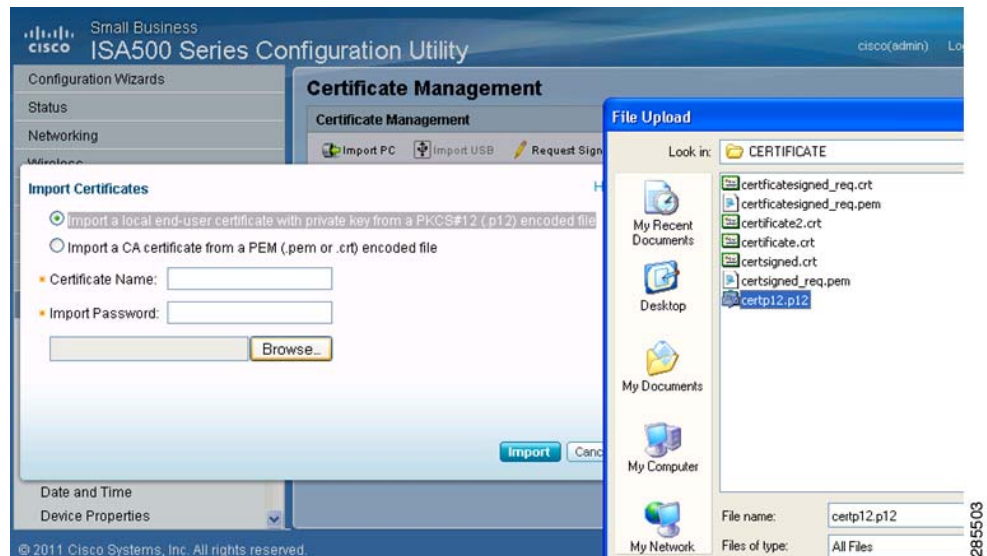 Small Business
cisco ISA500 Series Configuration Utility
cisco(admin)
Configuration Wizards
Status
Networking
Wireless
Certificate Management
Certificate Management
Import PC Import USB Request Sign
Import Certificates
Import a local end-user certificate with private key from a PKCS#12 (.p12) encoded file
Import a CA certificate from a PEM (.pem or .crt) encoded file
Certificate Name:
Import Password:
Browse...
Import
Date and Time
Device Properties
© 2011 Cisco Systems, Inc. All rights reserved.
File Upload
Look in: CERTIFICATE
My Recent Documents
Desktop
My Documents
My Computer
My Network
certficatesigned_req.crt
certficatesigned_req.pem
certificate2.crt
certificate.crt
certsigned.crt
certsigned_req.pem
certp12.p12
File name: certp12.p12
Files of type: All Files
285503